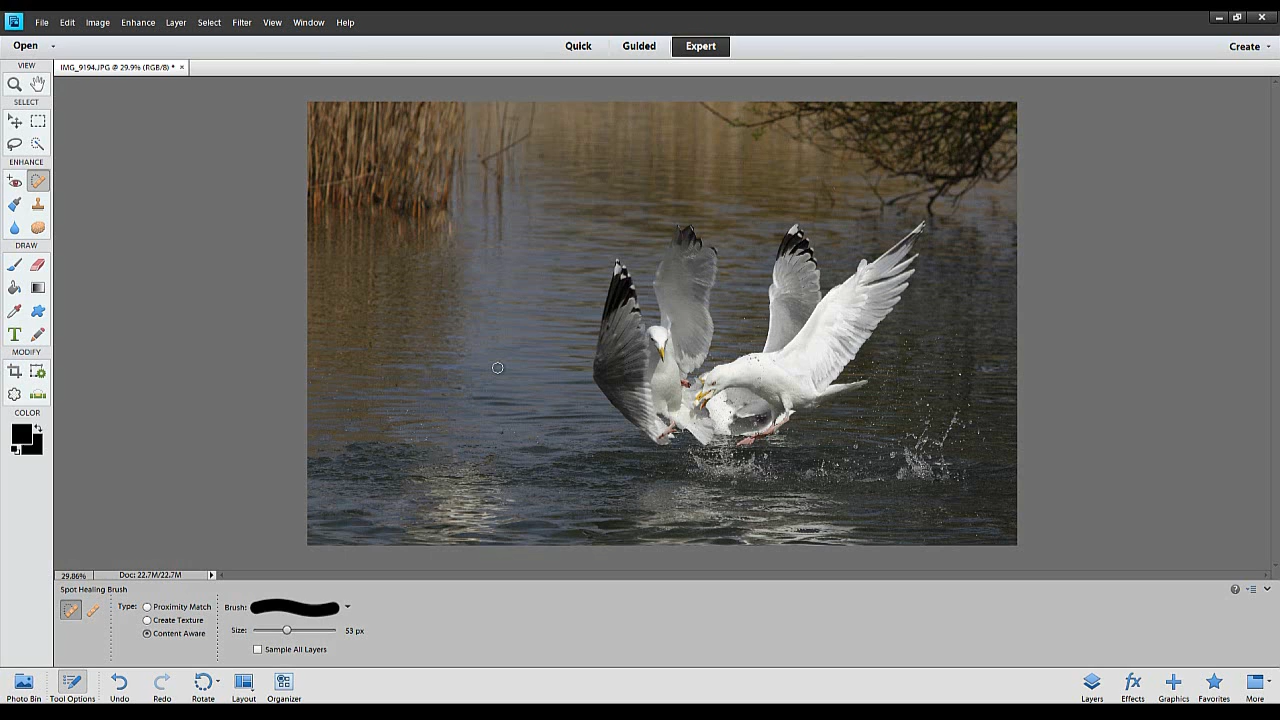 File Edit Image Enhance Layer Select Filter View Window Help
Open Quick Guided Expert Create
VIEW
IMG_9194.JPG @ 29.9% (RGB/8) * ×
SELECT
ENHANCE
DRAW
MODIFY
COLOR
29.86% Doc: 22.7M/22.7M
Spot Healing Brush
Type: Proximity Match
Create Texture
Content Aware
Brush:
Size: 53 px
Sample All Layers
Photo Bin Tool Options Undo Redo Rotate Layout Organizer Layers Effects Graphics Favorites More